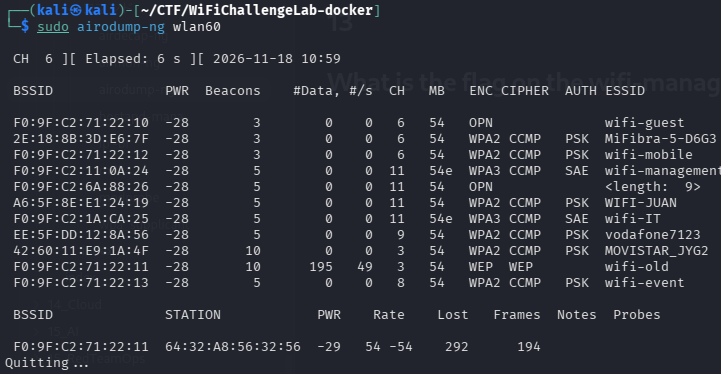 ┌──(kali㉿kali)-[~/CTF/WiFiChallengeLab-docker]
└─$ sudo airodump-ng wlan60
13
What is the flag on the wifi-manag
airodump-
CH  6 ][ Elapsed: 6 s ][ 2026-11-18 10:59
BSSID              PWR  Beacons    #Data, #/s  CH   MB   ENC CIPHER  AUTH ESSID
F0:9F:C2:71:22:10  -28        3        0    0   6   54   OPN              wifi-guest
2E:18:8B:3D:E6:7F  -28        3        0    0   6   54   WPA2 CCMP   PSK  MiFibra-5-D6G3
F0:9F:C2:71:22:12  -28        3        0    0   6   54   WPA2 CCMP   PSK  wifi-mobile
F0:9F:C2:11:0A:24  -28        5        0    0  11   54e  WPA3 CCMP   SAE  wifi-management
F0:9F:C2:6A:88:26  -28        5        0    0  11   54   OPN              <length:  9>
A6:5F:8E:E1:24:19  -28        5        0    0  11   54   WPA2 CCMP   PSK  WIFI-JUAN
F0:9F:C2:1A:CA:25  -28        5        0    0  11   54e  WPA3 CCMP   SAE  wifi-IT
EE:5F:DD:12:8A:56  -28        5        0    0   9   54   WPA2 CCMP   PSK  vodafone7123
42:60:11:E9:1A:4F  -28       10        0    0   3   54   WPA2 CCMP   PSK  MOVISTAR_JYG2
F0:9F:C2:71:22:11  -28       10      195   49   3   54   WEP  WEP         wifi-old
F0:9F:C2:71:22:13  -28        5        0    0   8   54   WPA2 CCMP   PSK  wifi-event
14_Cloud
BSSID              STATION            PWR    Rate    Lost   Frames  Notes  Probes
F0:9F:C2:71:22:11  64:32:A8:56:32:56  -29    54 -54    292      194
Quitting...